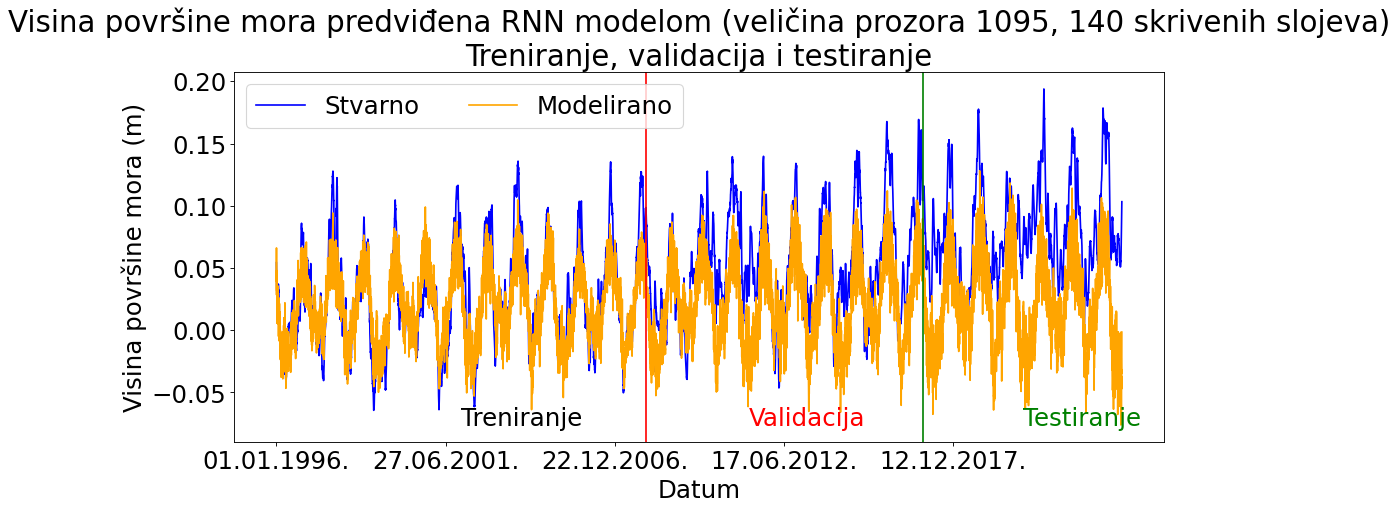 Visina površine mora predviđena RNN modelom (veličina prozora 1095, 140 skrivenih slojeva)
Treniranje, validacija i testiranje
Stvarno Modelirano
Visina površine mora (m)
0.20
0.15
0.10
0.05
0.00
−0.05
Treniranje Validacija Testiranje
01.01.1996. 27.06.2001. 22.12.2006. 17.06.2012. 12.12.2017.
Datum